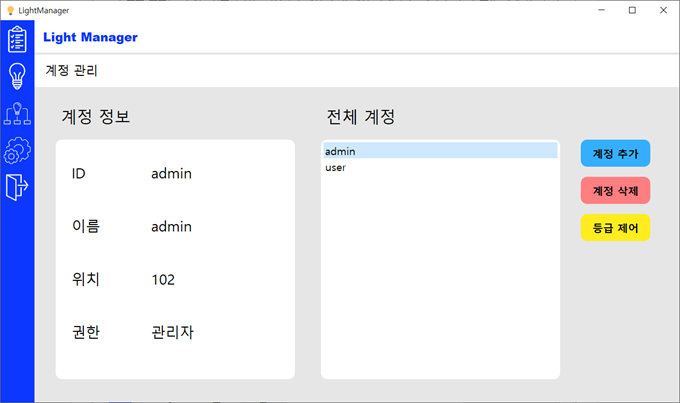 LightManager
Light Manager
계정 관리
계정 정보
전체 계정
ID admin
이름 admin
위치 102
권한 관리자
admin
user
계정 추가
계정 삭제
등급 제어